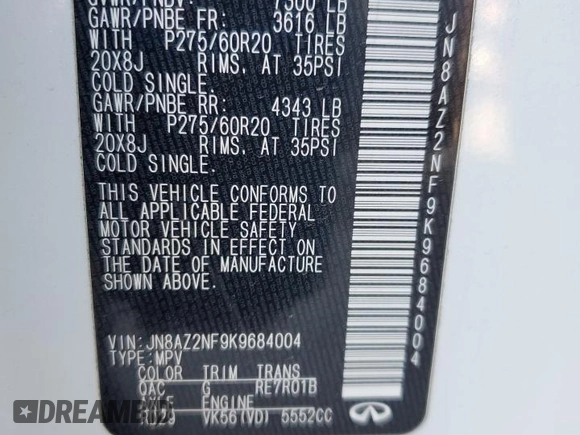 GAWR/PNBE FR: 3616 LB
WITH P275/60R20 TIRES
20X8J RIMS, AT 35PSI
COLD SINGLE.
GAWR/PNBE RR: 4343 LB
WITH P275/60R20 TIRES
20X8J RIMS, AT 35PSI
COLD SINGLE.
THIS VEHICLE CONFORMS TO
ALL APPLICABLE FEDERAL
MOTOR VEHICLE SAFETY
STANDARDS IN EFFECT ON
THE DATE OF MANUFACTURE
SHOWN ABOVE.
VIN:JN8AZ2NF9K9684004
TYPE:MPV
COLOR TRIM TRANS
QAC G RE7R01B
ENGINE
VK56(VD) 5552CC
JN8AZ2NF9K9684004
DREAMBID.COM